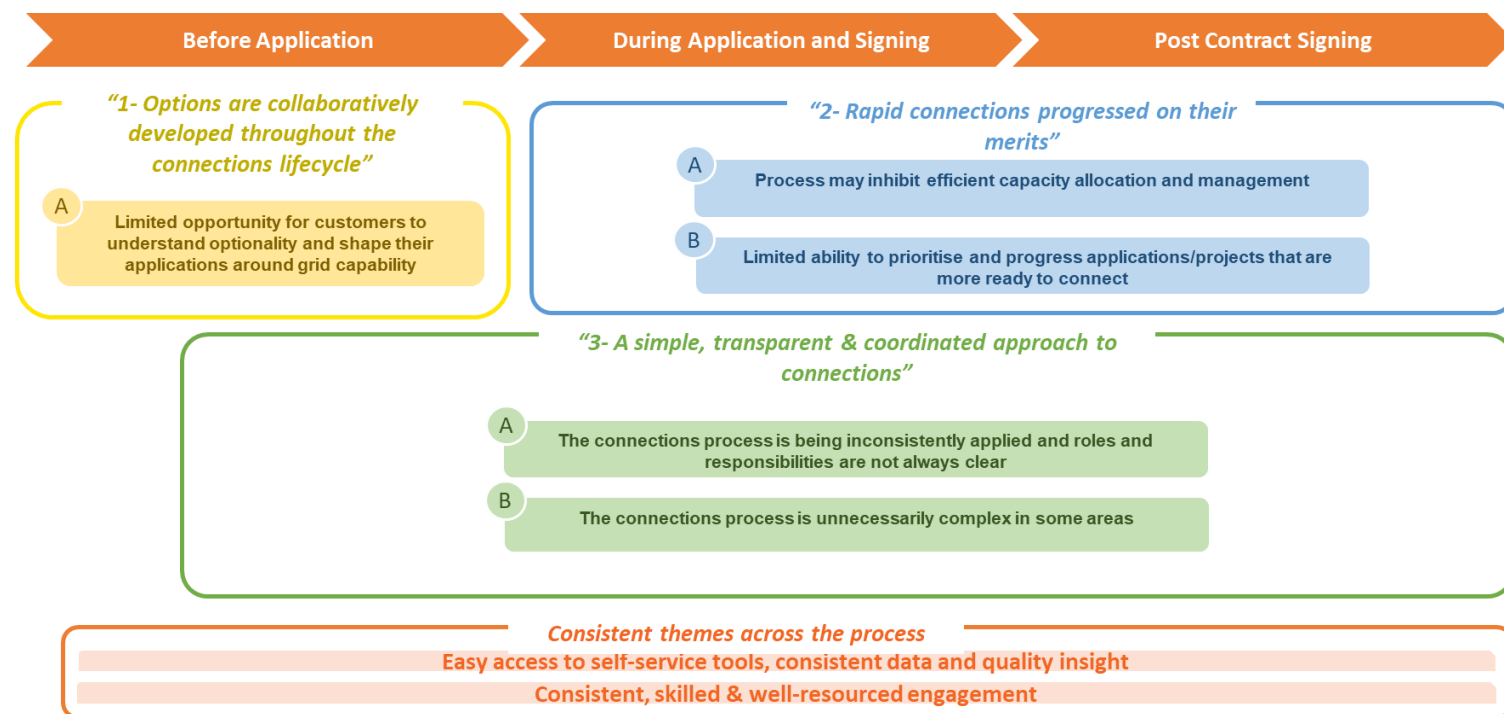 Before Application
During Application and Signing
Post Contract Signing
“1- Options are collaboratively
developed throughout the
connections lifecycle”
A
Limited opportunity for customers to
understand optionality and shape their
applications around grid capability
“2- Rapid connections progressed on their
merits”
A
Process may inhibit efficient capacity allocation and management
B
Limited ability to prioritise and progress applications/projects that are
more ready to connect
“3- A simple, transparent & coordinated approach to
connections”
A
The connections process is being inconsistently applied and roles and
responsibilities are not always clear
B
The connections process is unnecessarily complex in some areas
Consistent themes across the process
Easy access to self-service tools, consistent data and quality insight
Consistent, skilled & well-resourced engagement